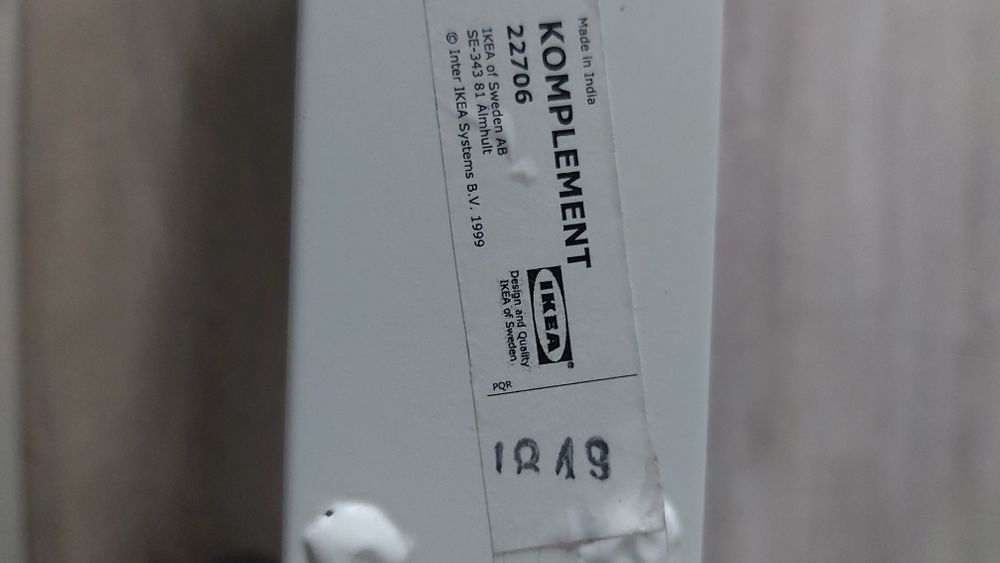 Made in India
KOMPLEMENT
22706
IKEA of Sweden AB
SE-343 81 Älmhult
© Inter IKEA Systems B.V. 1999
IKEA®
Design and Quality
IKEA of Sweden
PQR